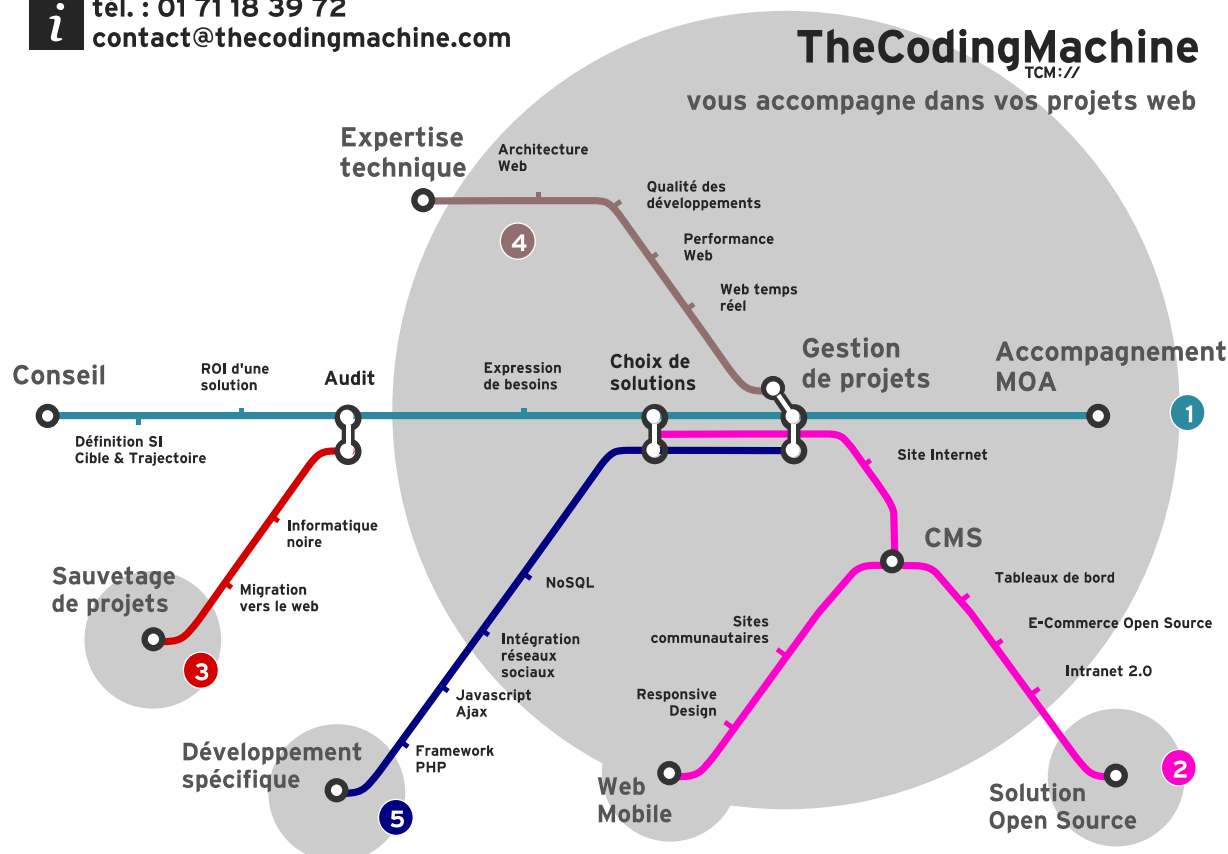 i
tél. : 01 71 18 39 72
contact@thecodingmachine.com
TheCodingMachine
TCM://
vous accompagne dans vos projets web
Expertise
technique
Architecture
Web
Qualité des
développements
4
Performance
Web
Web temps
réel
Conseil
ROI d'une
solution
Audit
Expression
de besoins
Choix de
solutions
Gestion
de projets
Accompagnement
MOA
1
Définition SI
Cible & Trajectoire
Site Internet
Informatique
noire
CMS
Sauvetage
de projets
Migration
vers le web
3
NoSQL
Tableaux de bord
Sites
communautaires
E-Commerce Open Source
Intégration
réseaux
sociaux
Intranet 2.0
Javascript
Ajax
Responsive
Design
Développement
spécifique
Framework
PHP
5
Web
Mobile
2
Solution
Open Source